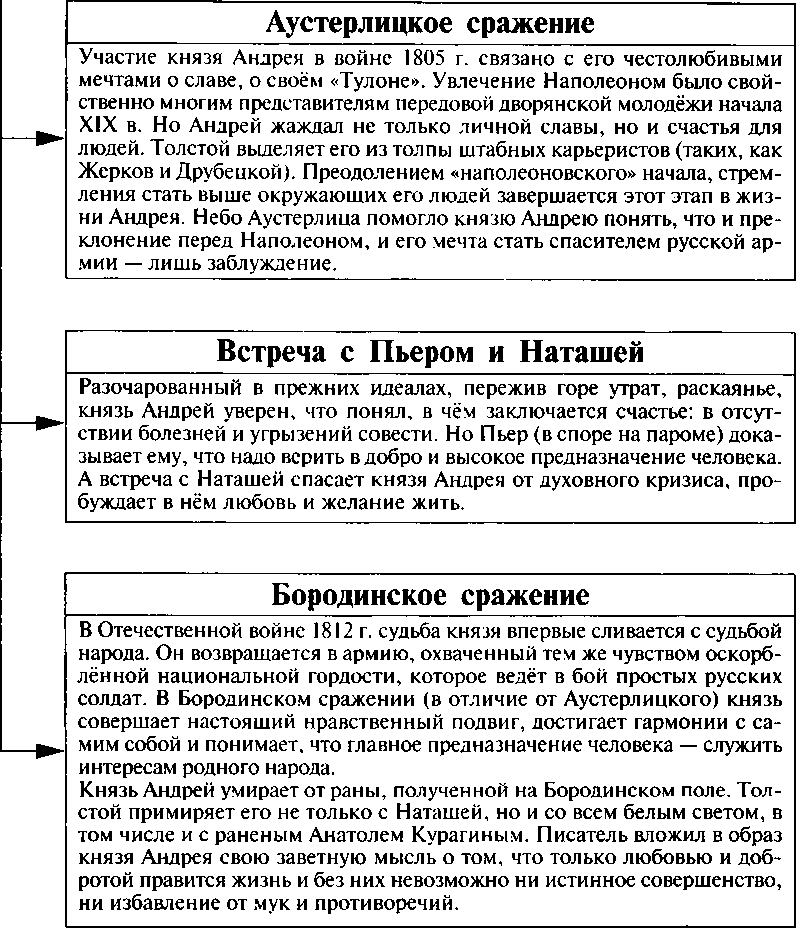 Аустерлицкое сражение
Участие князя Андрея в войне 1805 г. связано с его честолюбивыми
мечтами о славе, о своём «Тулоне». Увлечение Наполеоном было свой-
ственно многим представителям передовой дворянской молодёжи начала
XIX в. Но Андрей жаждал не только личной славы, но и счастья для
людей. Толстой выделяет его из толпы штабных карьеристов (таких, как
Жерков и Друбецкой). Преодолением «наполеоновского» начала, стрем-
ления стать выше окружающих его людей завершается этот этап в жиз-
ни Андрея. Небо Аустерлица помогло князю Андрею понять, что и пре-
клонение перед Наполеоном, и его мечта стать спасителем русской ар-
мии — лишь заблуждение.
Встреча с Пьером и Наташей
Разочарованный в прежних идеалах, пережив горе утрат, раскаянье,
князь Андрей уверен, что понял, в чём заключается счастье: в отсут-
ствии болезней и угрызений совести. Но Пьер (в споре на пароме) дока-
зывает ему, что надо верить в добро и высокое предназначение человека.
А встреча с Наташей спасает князя Андрея от духовного кризиса, про-
буждает в нём любовь и желание жить.
Бородинское сражение
В Отечественной войне 1812 г. судьба князя впервые сливается с судьбой
народа. Он возвращается в армию, охваченный тем же чувством оскорб-
лённой национальной гордости, которое ведёт в бой простых русских
солдат. В Бородинском сражении (в отличие от Аустерлицкого) князь
совершает настоящий нравственный подвиг, достигает гармонии с са-
мим собой и понимает, что главное предназначение человека — служить
интересам родного народа.
Князь Андрей умирает от раны, полученной на Бородинском поле. Тол-
стой примиряет его не только с Наташей, но и со всем белым светом, в
том числе и с раненым Анатолем Курагиным. Писатель вложил в образ
князя Андрея свою заветную мысль о том, что только любовью и доб-
ротой правится жизнь и без них невозможно ни истинное совершенство,
ни избавление от мук и противоречий.